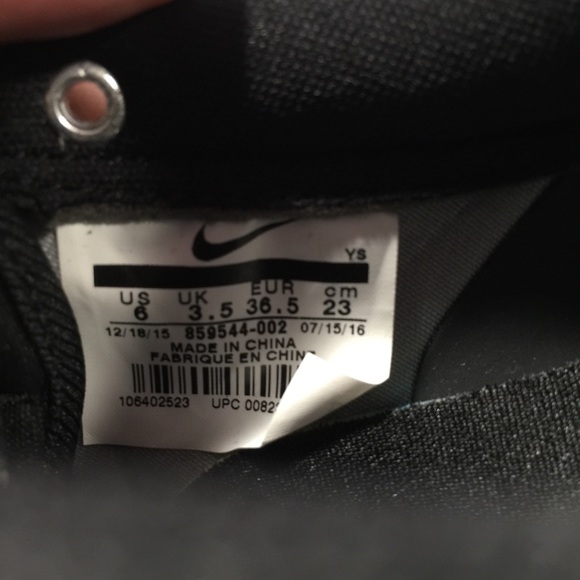 YS
US UK EUR cm
6 3.5 36.5 23
12/18/15 859544-002 07/15/16
MADE IN CHINA
FABRIQUE EN CHIN
106402523 UPC 0082